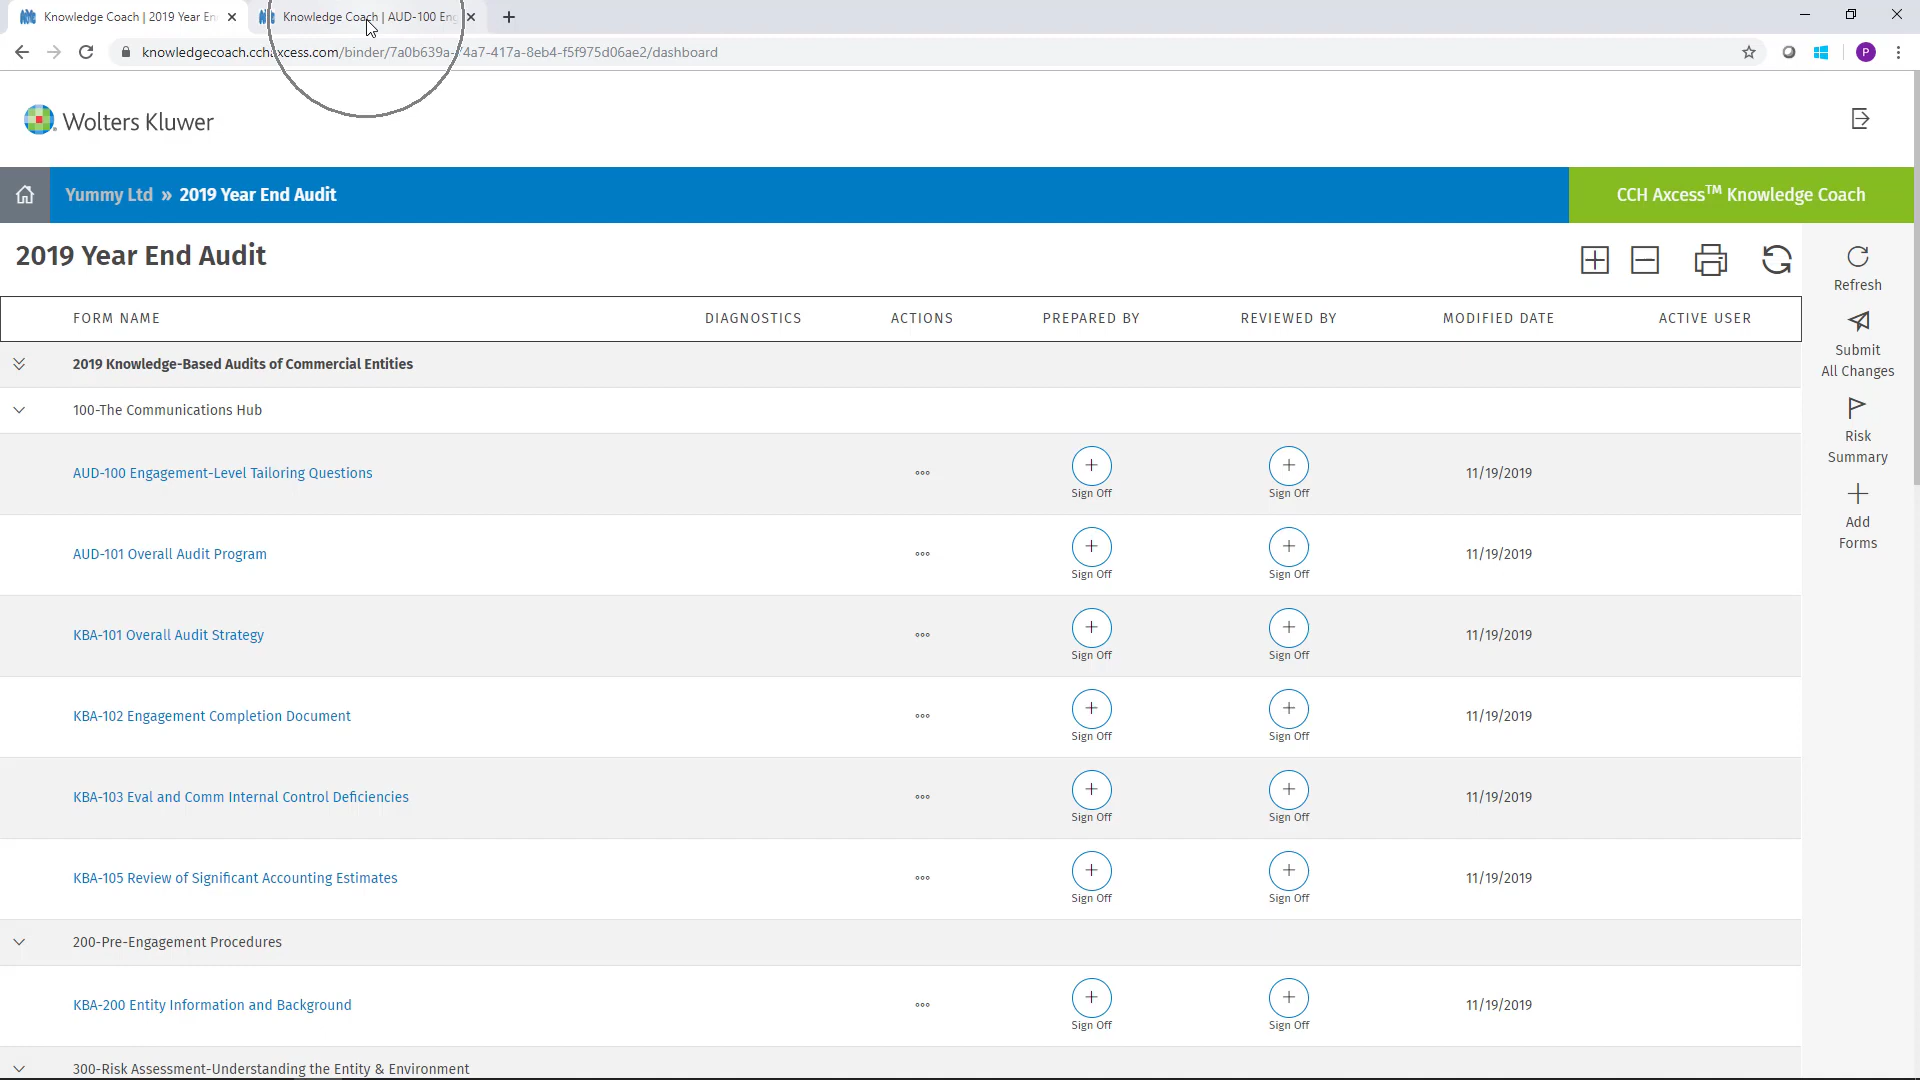 Knowledge Coach | 2019 Year En
Knowledge Coach | AUD-100 Eng
knowledgecoach.cchaxcess.com/binder/7a0b639a-74a7-417a-8eb4-f5f975d06ae2/dashboard
P
Wolters Kluwer
Yummy Ltd » 2019 Year End Audit
CCH Axcess™ Knowledge Coach
2019 Year End Audit
Refresh
Submit
All Changes
Risk
Summary
Add
Forms
FORM NAME DIAGNOSTICS ACTIONS PREPARED BY REVIEWED BY MODIFIED DATE ACTIVE USER
2019 Knowledge-Based Audits of Commercial Entities
100-The Communications Hub
AUD-100 Engagement-Level Tailoring Questions 11/19/2019
Sign Off Sign Off
AUD-101 Overall Audit Program 11/19/2019
Sign Off Sign Off
KBA-101 Overall Audit Strategy 11/19/2019
Sign Off Sign Off
KBA-102 Engagement Completion Document 11/19/2019
Sign Off Sign Off
KBA-103 Eval and Comm Internal Control Deficiencies 11/19/2019
Sign Off Sign Off
KBA-105 Review of Significant Accounting Estimates 11/19/2019
Sign Off Sign Off
200-Pre-Engagement Procedures
KBA-200 Entity Information and Background 11/19/2019
Sign Off Sign Off
300-Risk Assessment-Understanding the Entity & Environment